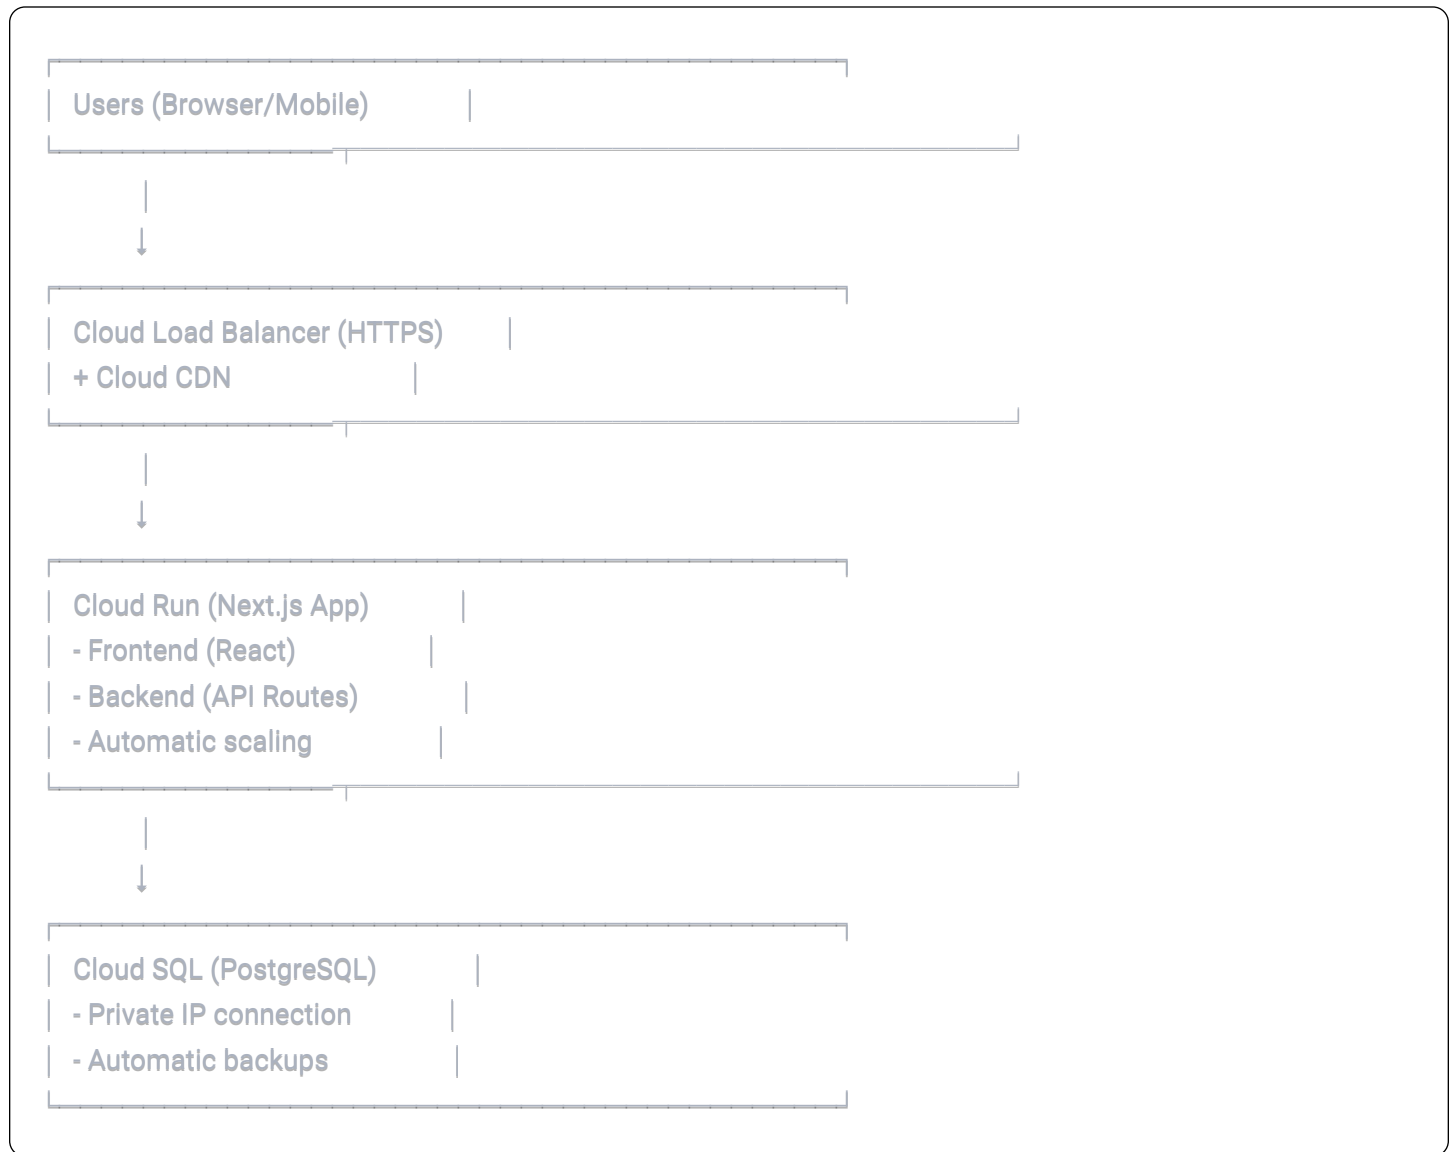 Users (Browser/Mobile)
↓
Cloud Load Balancer (HTTPS)
+ Cloud CDN
↓
Cloud Run (Next.js App)
- Frontend (React)
- Backend (API Routes)
- Automatic scaling
↓
Cloud SQL (PostgreSQL)
- Private IP connection
- Automatic backups